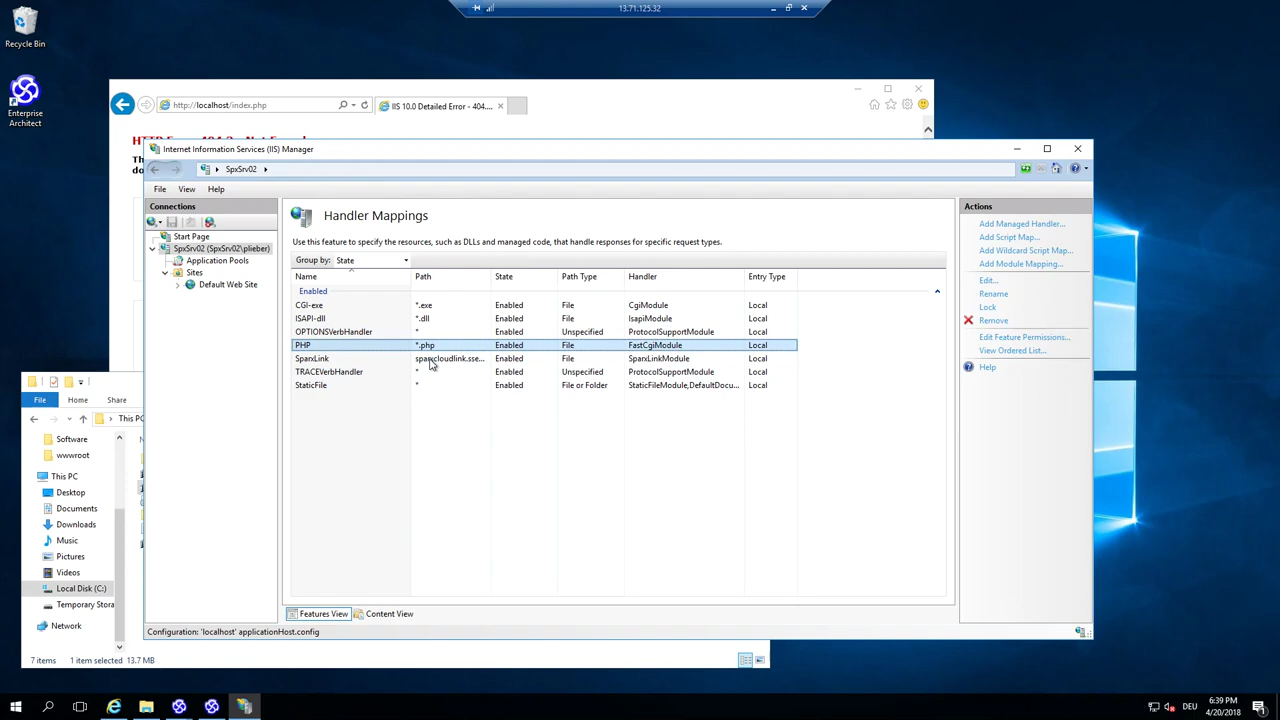 13.71.125.32
Recycle Bin
Enterprise
Architect
http://localhost/index.php
IIS 10.0 Detailed Error - 404....
Internet Information Services (IIS) Manager
SpxSrv02
File View Help
Connections
Start Page
SpxSrv02 (SpxSrv02\plieber)
Application Pools
Sites
Default Web Site
Handler Mappings
Use this feature to specify the resources, such as DLLs and managed code, that handle responses for specific request types.
Group by: State
Name Path State Path Type Handler Entry Type
Enabled
CGI-exe *.exe Enabled File CgiModule Local
ISAPI-dll *.dll Enabled File IsapiModule Local
OPTIONSVerbHandler * Enabled Unspecified ProtocolSupportModule Local
PHP *.php Enabled File FastCgiModule Local
SparxLink sparxcloudlink.sse... Enabled File SparxLinkModule Local
TRACEVerbHandler * Enabled Unspecified ProtocolSupportModule Local
StaticFile * Enabled File or Folder StaticFileModule,DefaultDocu... Local
Features View Content View
Configuration: 'localhost' applicationHost.config
Actions
Add Managed Handler...
Add Script Map...
Add Wildcard Script Map...
Add Module Mapping...
Edit...
Rename
Lock
Remove
Edit Feature Permissions...
View Ordered List...
Help
File Home Share
This PC
Software
wwwroot
This PC
Desktop
Documents
Downloads
Music
Pictures
Videos
Local Disk (C:)
Temporary Stora
Network
7 items 1 item selected 13.7 MB
DEU
6:39 PM
4/20/2018